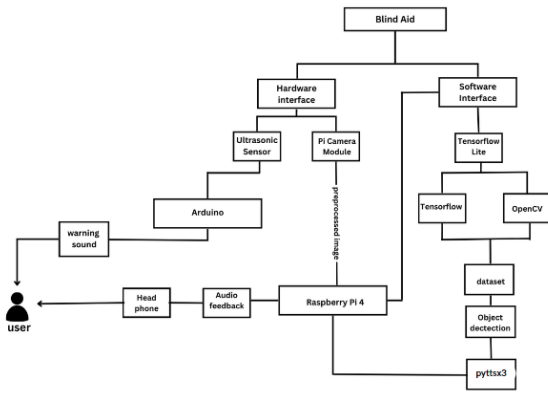 Blind Aid
Hardware
interface
Software
Interface
Ultrasonic
Sensor
Pi Camera
Module
Tensorflow
Lite
preprocessed image
Arduino
Tensorflow
OpenCV
warning
sound
dataset
Head
phone
Audio
feedback
Raspberry Pi 4
Object
dectection
user
pyttsx3